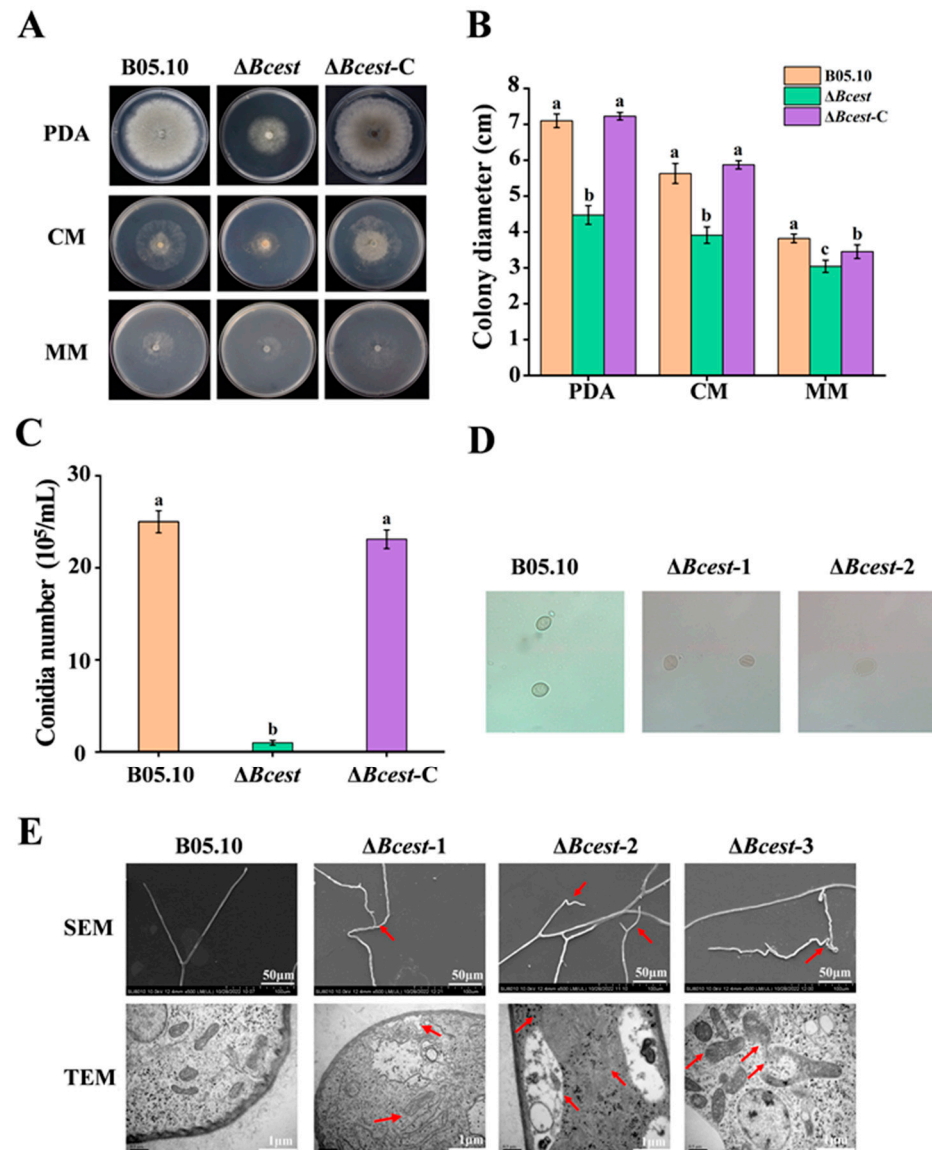 A
B05.10 ΔBcest ΔBcest-C
PDA
CM
MM
B
B05.10
ΔBcest
ΔBcest-C
Colony diameter (cm)
8
7
6
5
4
3
2
1
0
a b a
a b a
a c b
PDA CM MM
C
Conidia number (10⁵/mL)
30
20
10
0
a b a
B05.10 ΔBcest ΔBcest-C
D
B05.10 ΔBcest-1 ΔBcest-2
E
B05.10 ΔBcest-1 ΔBcest-2 ΔBcest-3
SEM
50μm 50μm 50μm 50μm
TEM
1μm 1μm 1μm 1μm